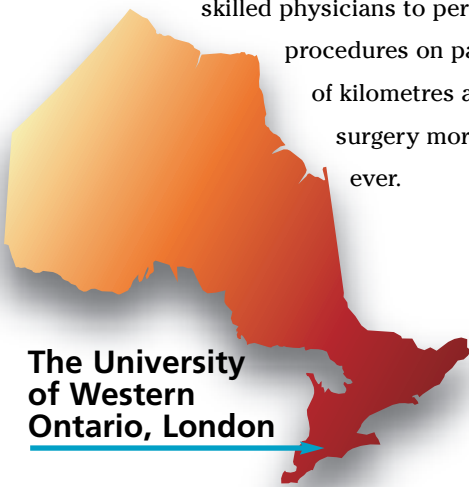 skilled physicians to per
procedures on pa
of kilometres a
surgery mor
ever.
The University
of Western
Ontario, London